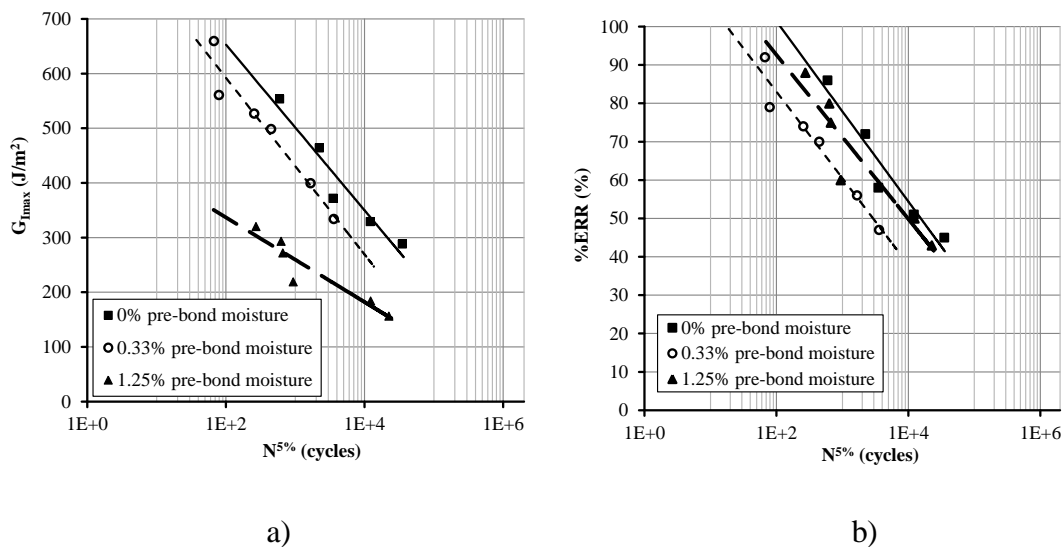 700
600
500
400
300
200
100
0
G_Imax (J/m²)
0% pre-bond moisture
0.33% pre-bond moisture
1.25% pre-bond moisture
1E+0 1E+2 1E+4 1E+6
N^5% (cycles)
a)
100
90
80
70
60
50
40
30
20
10
0
%ERR (%)
0% pre-bond moisture
0.33% pre-bond moisture
1.25% pre-bond moisture
1E+0 1E+2 1E+4 1E+6
N^5% (cycles)
b)